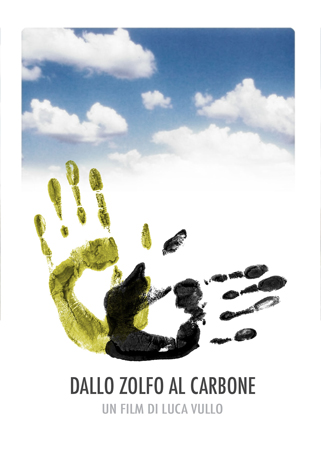 DALLO ZOLFO AL CARBONE
UN FILM DI LUCA VULLO